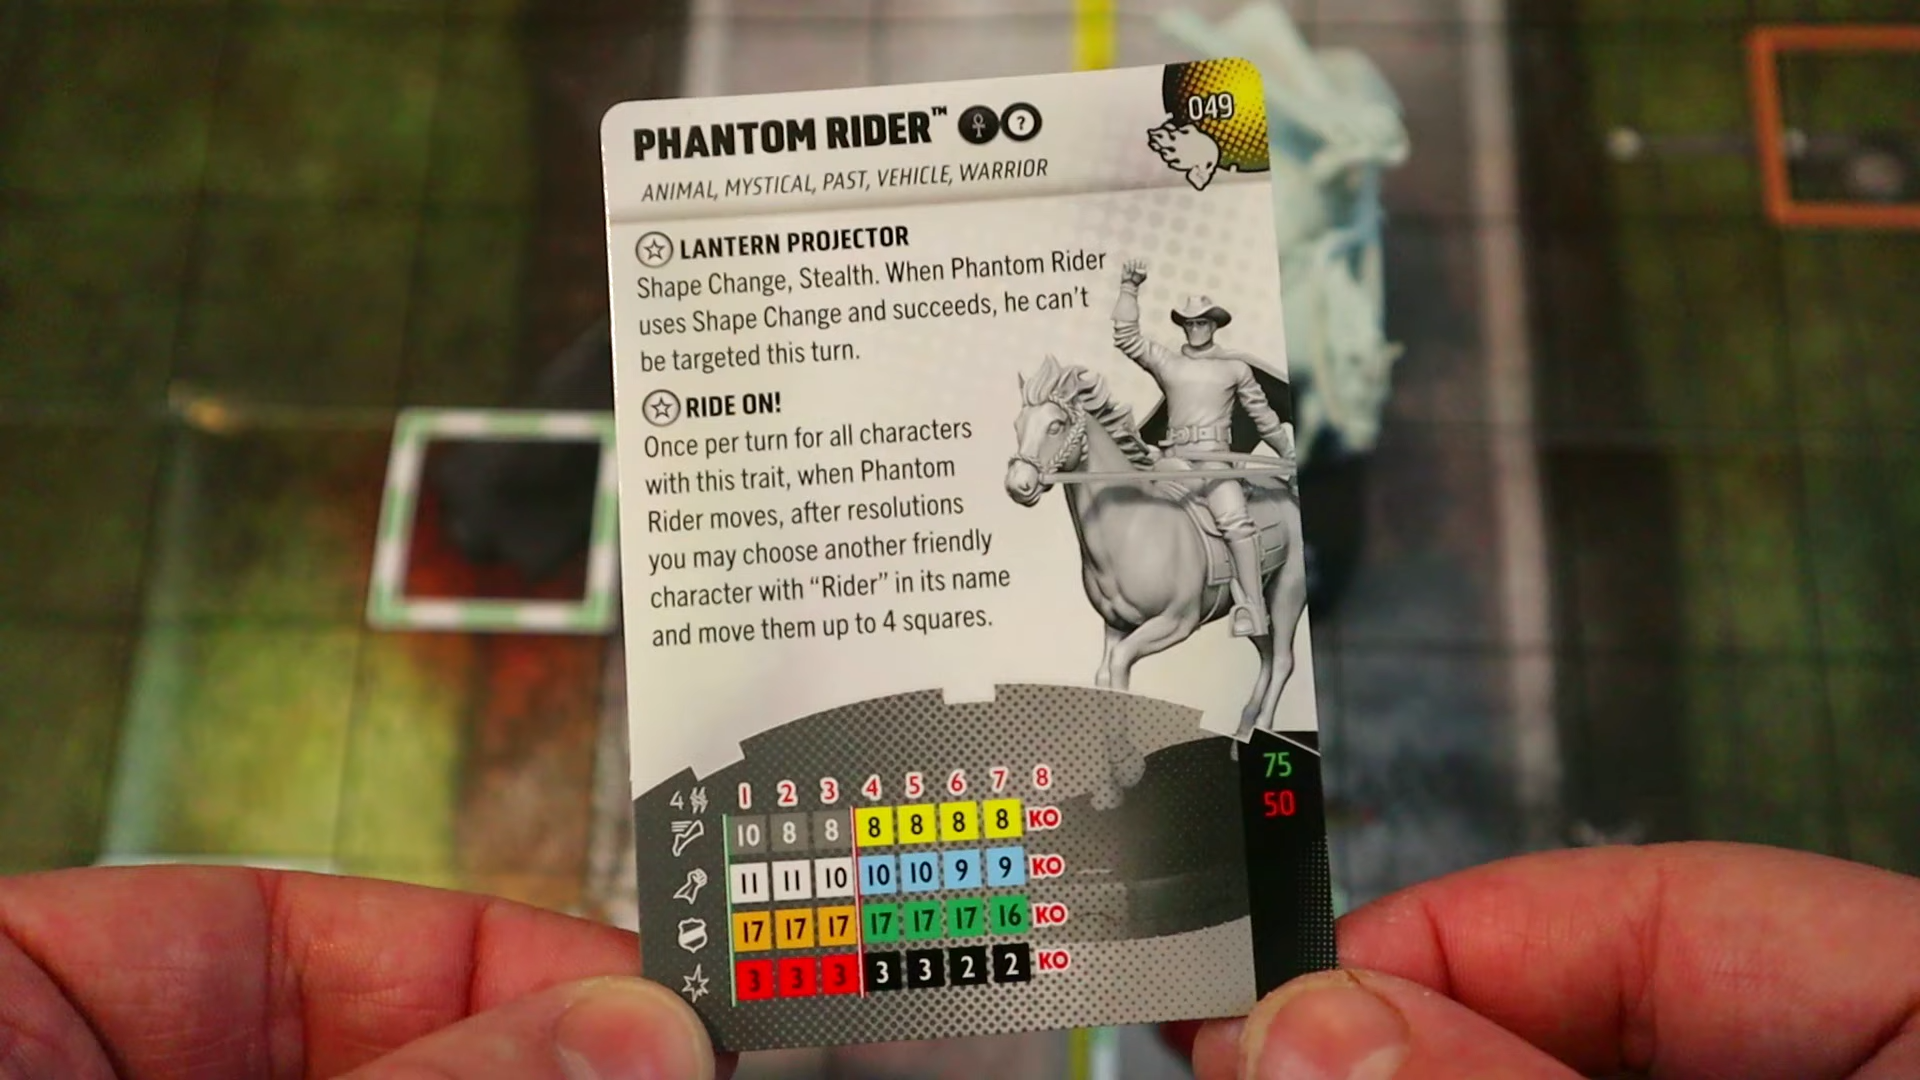 PHANTOM RIDER™ ?
049
ANIMAL, MYSTICAL, PAST, VEHICLE, WARRIOR
LANTERN PROJECTOR
Shape Change, Stealth. When Phantom Rider
uses Shape Change and succeeds, he can't
be targeted this turn.
RIDE ON!
Once per turn for all characters
with this trait, when Phantom
Rider moves, after resolutions
you may choose another friendly
character with "Rider" in its name
and move them up to 4 squares.
75
50
4 1 2 3 4 5 6 7 8
10 8 8 8 8 8 8 KO
11 11 10 10 10 9 9 KO
17 17 17 17 17 17 16 KO
3 3 3 3 3 2 2 KO